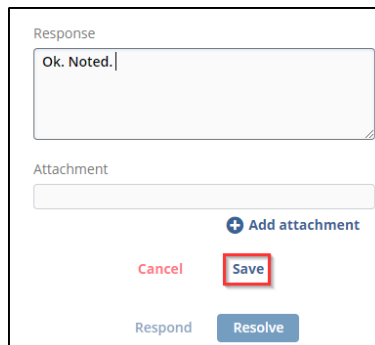 Response
Ok. Noted.
Attachment
Add attachment
Cancel Save
Respond Resolve